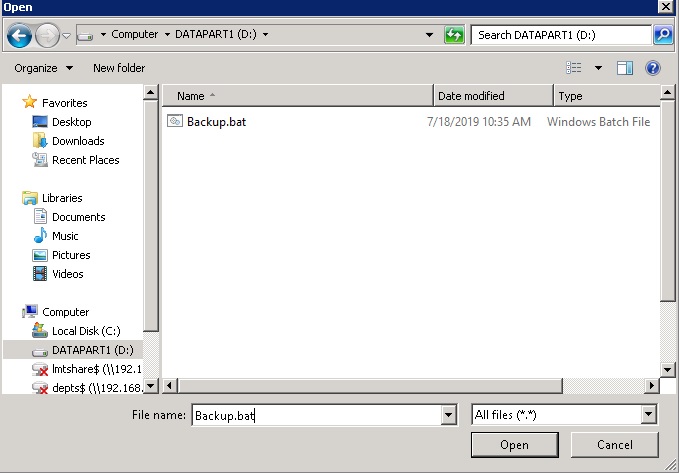 Open
Computer DATAPART1 (D:) Search DATAPART1 (D:)
Organize New folder
Name Date modified Type
Backup.bat 7/18/2019 10:35 AM Windows Batch File
Favorites
Desktop
Downloads
Recent Places
Libraries
Documents
Music
Pictures
Videos
Computer
Local Disk (C:)
DATAPART1 (D:)
lmtshare$ (\\192.1
depts$ (\\192.168.
File name: Backup.bat All files (*.*)
Open Cancel